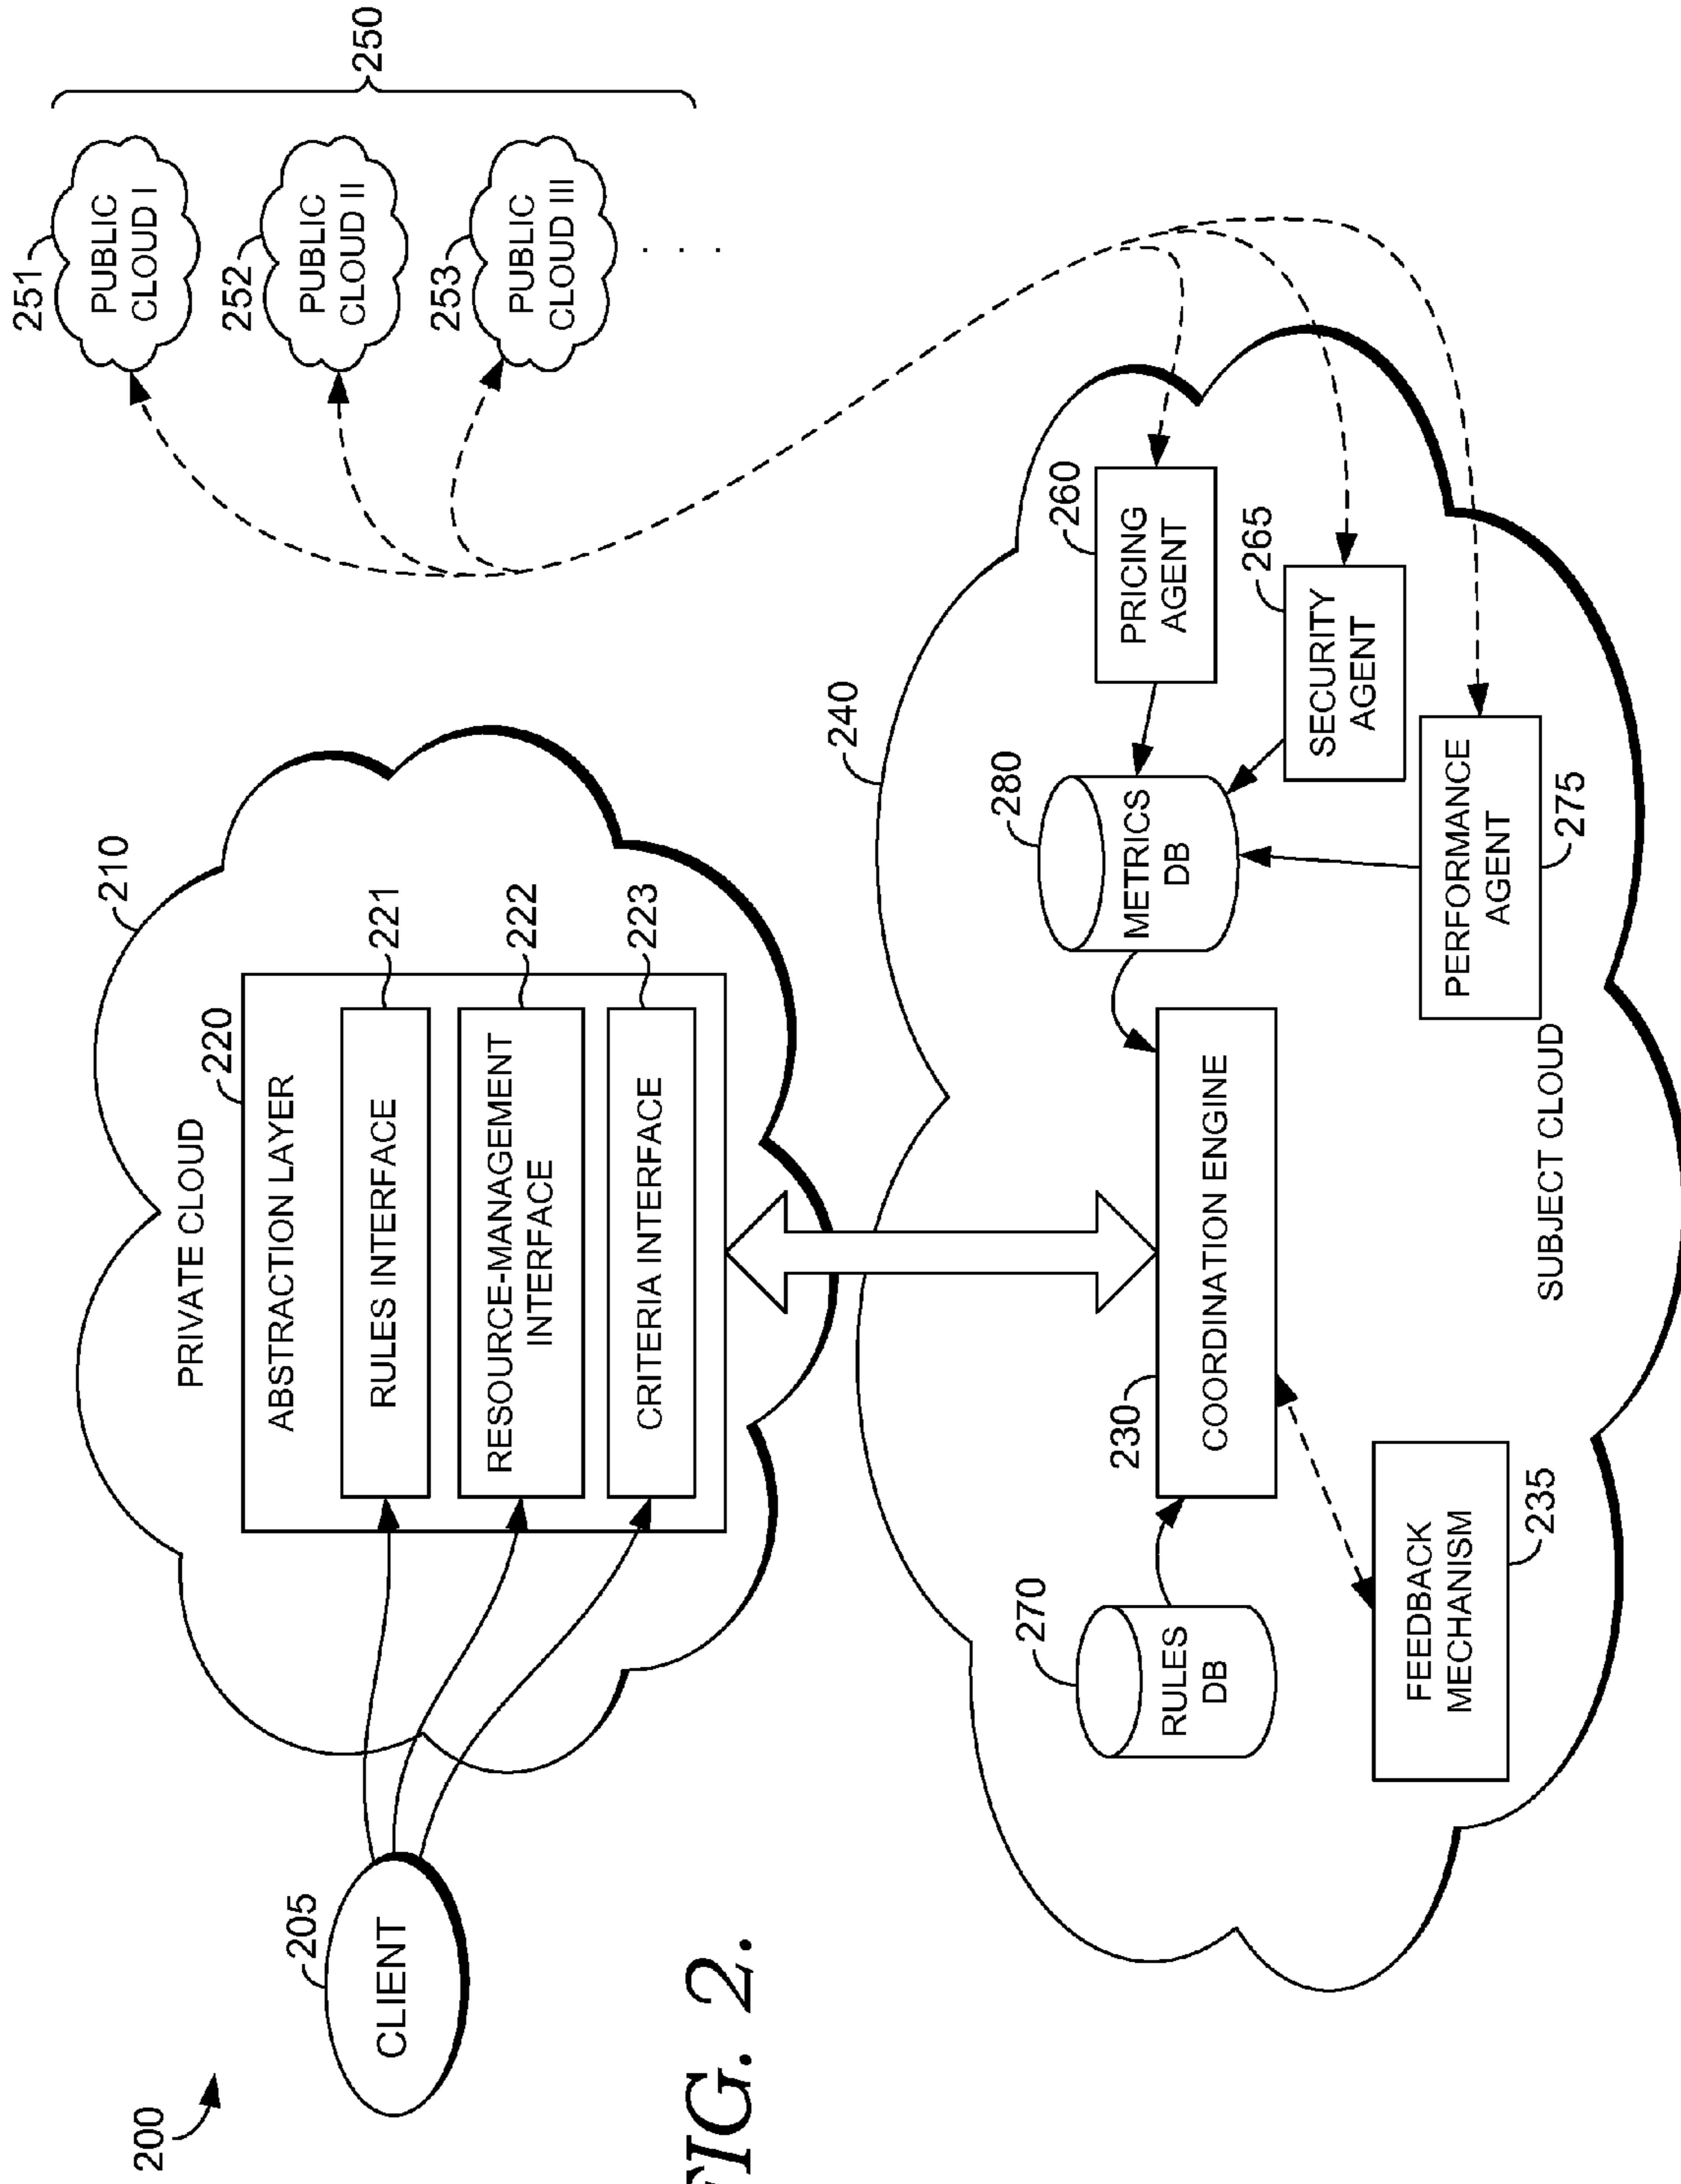 200
205
CLIENT
FIG. 2.
210
PRIVATE CLOUD
220
ABSTRACTION LAYER
RULES INTERFACE
221
RESOURCE-MANAGEMENT
INTERFACE
222
CRITERIA INTERFACE
223
251
PUBLIC
CLOUD I
252
PUBLIC
CLOUD II
253
PUBLIC
CLOUD III
. . .
250
240
270
RULES
DB
230
COORDINATION ENGINE
280
METRICS
DB
260
PRICING
AGENT
265
SECURITY
AGENT
PERFORMANCE
AGENT
275
FEEDBACK
MECHANISM
235
SUBJECT CLOUD